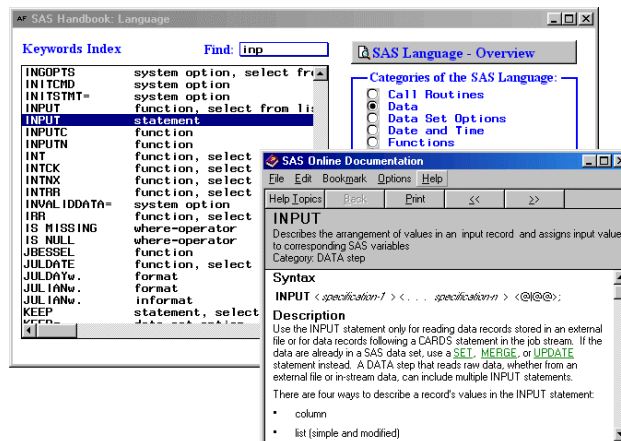 SAS Handbook: Language
Keywords Index
Find: inp
SAS Language - Overview
INGOPTS system option, select fr
INITCMD system option
INITSTMT= system option
INPUT function, select from li
INPUT statement
INPUTC function
INPUTN function
INT function, select
INTCK function, select
INTNX function, select
INTRR function, select
INVALIDDATA= system option
IRR function, select
IS MISSING where-operator
IS NULL where-operator
JBESSEL function
JULDATE function, select
JULDAYw. format
JULIANw. format
JULIANw. informat
KEEP statement, select
Categories of the SAS Language:
Call Routines
Data
Data Set Options
Date and Time
Functions
SAS Online Documentation
File Edit Bookmark Options Help
Help Topics Back Print << >>
INPUT
Describes the arrangement of values in an input record and assigns input value
to corresponding SAS variables
Category: DATA step
Syntax
INPUT < specification-1 > < . . . specification-n > <@|@@>;
Description
Use the INPUT statement only for reading data records stored in an external
file or for data records following a CARDS statement in the job stream. If the
data are already in a SAS data set, use a SET, MERGE, or UPDATE
statement instead. A DATA step that reads raw data, whether from an
external file or in-stream data, can include multiple INPUT statements.
There are four ways to describe a record's values in the INPUT statement:
• column
• list (simple and modified)